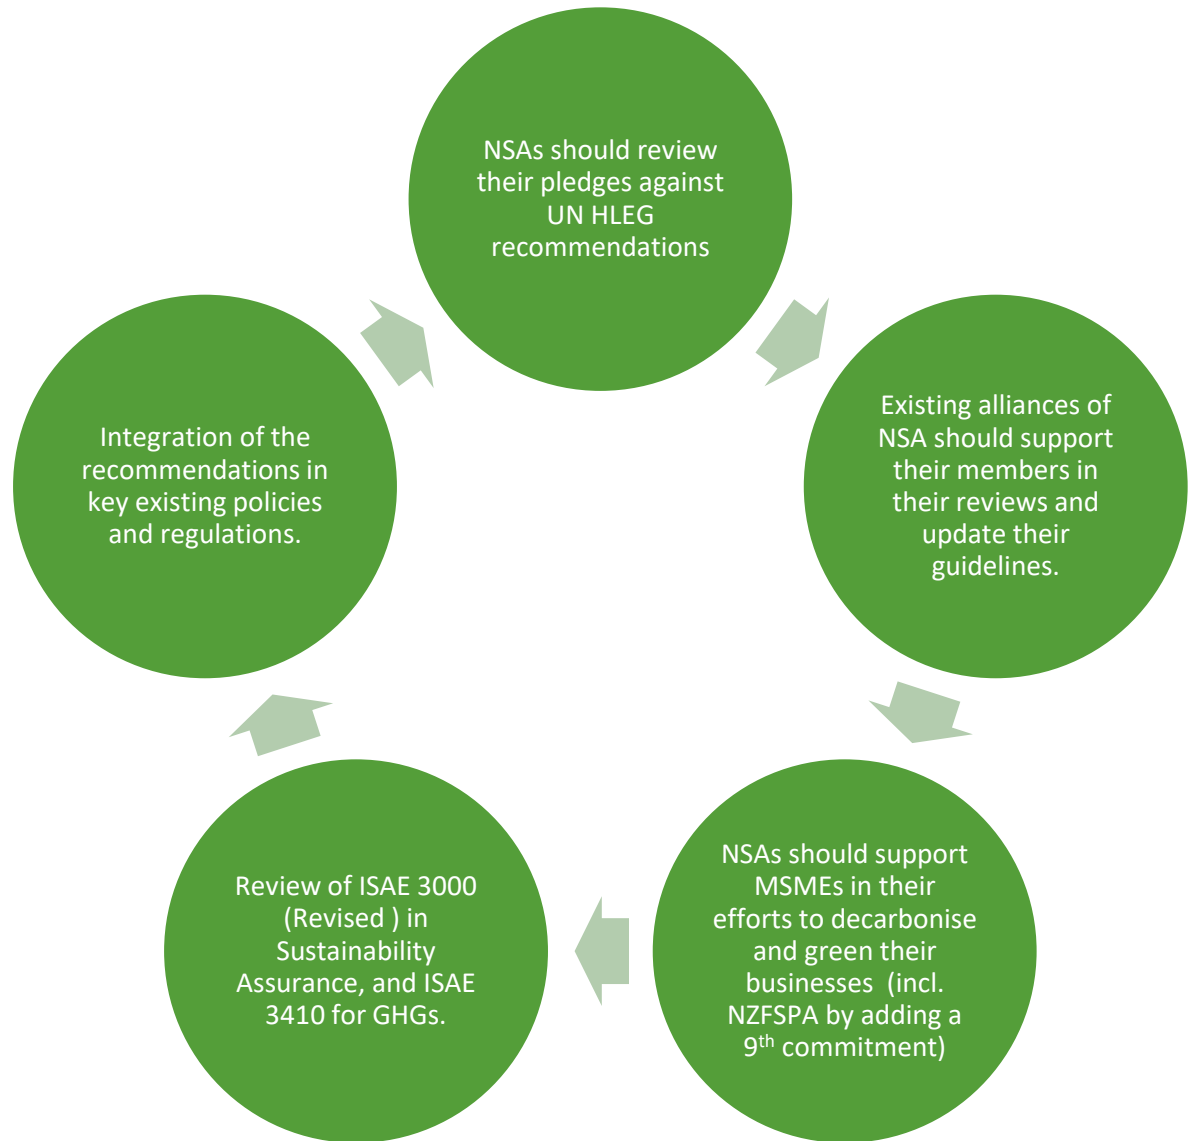 NSAs should review
their pledges against
UN HLEG
recommendations
Existing alliances of
NSA should support
their members in
their reviews and
update their
guidelines.
NSAs should support
MSMEs in their
efforts to decarbonise
and green their
businesses (incl.
NZFSPA by adding a
9th commitment)
Review of ISAE 3000
(Revised ) in
Sustainability
Assurance, and ISAE
3410 for GHGs.
Integration of the
recommendations in
key existing policies
and regulations.